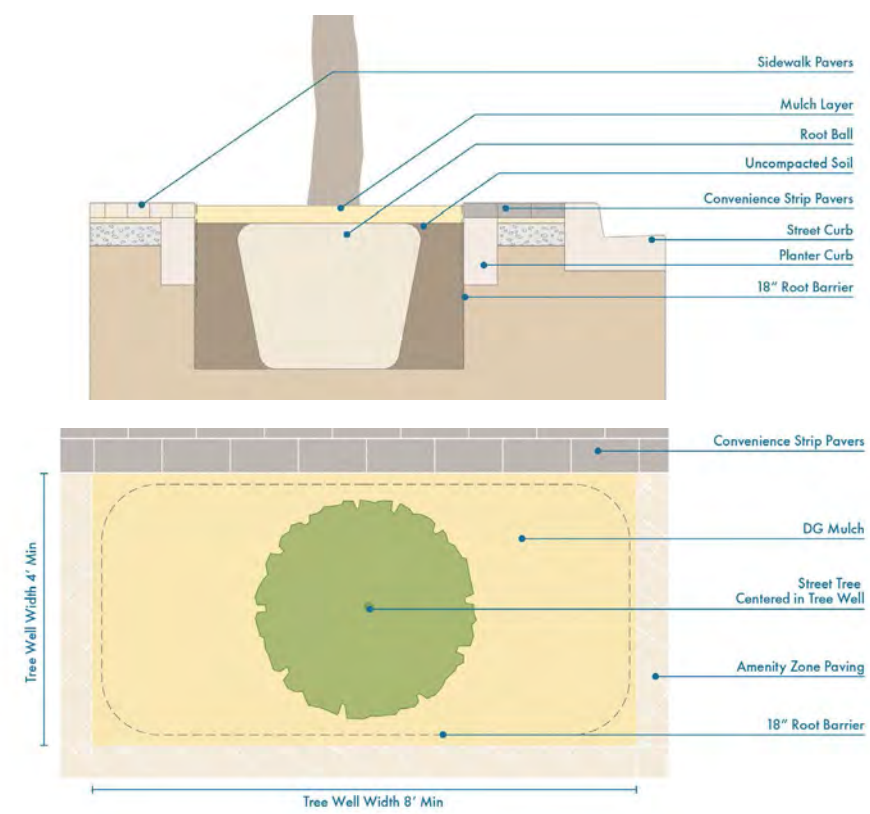 Sidewalk Pavers
Mulch Layer
Root Ball
Uncompacted Soil
Convenience Strip Pavers
Street Curb
Planter Curb
18” Root Barrier
Convenience Strip Pavers
DG Mulch
Street Tree
Centered in Tree Well
Amenity Zone Paving
18” Root Barrier
Tree Well Width 4’ Min
Tree Well Width 8’ Min